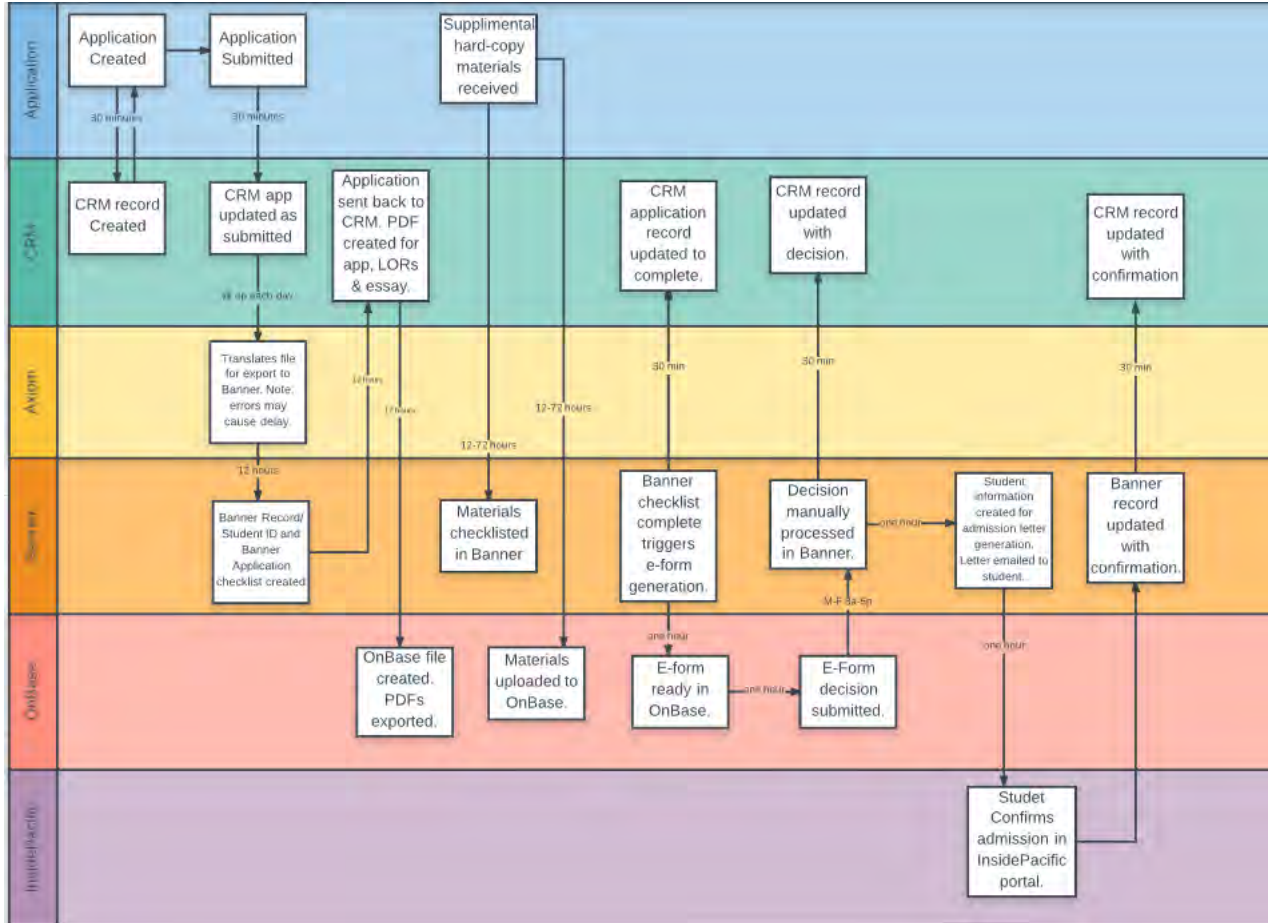 Application
Application
Created
Application
Submitted
Supplimental
hard-copy
materials
received
30 minutes
30 minutes
CRM
CRM record
Created
CRM app
updated as
submitted
Application
sent back to
CRM. PDF
created for
app, LORs
& essay.
CRM
application
record
updated to
complete.
CRM record
updated
with
decision.
CRM record
updated
with
confirmation
each day
Axiom
Translates file
for export to
Banner. Note:
errors may
cause delay.
12 hours
12 hours
12-72 hours
12-72 hours
30 min
30 min
30 min
12 hours
Banner
Banner Record/
Student ID and
Banner
Application
checklist created
Materials
checklisted
in Banner
Banner
checklist
complete
triggers
e-form
generation.
Decision
manually
processed
in Banner.
one hour
Student
information
created for
admission letter
generation.
Letter emailed to
student.
Banner
record
updated
with
confirmation.
M-F 8a-5p
one hour
one hour
OnBase
OnBase file
created.
PDFs
exported.
Materials
uploaded to
OnBase.
E-form
ready in
OnBase.
one hour
E-Form
decision
submitted.
InsidePacific
Studet
Confirms
admission in
InsidePacific
portal.